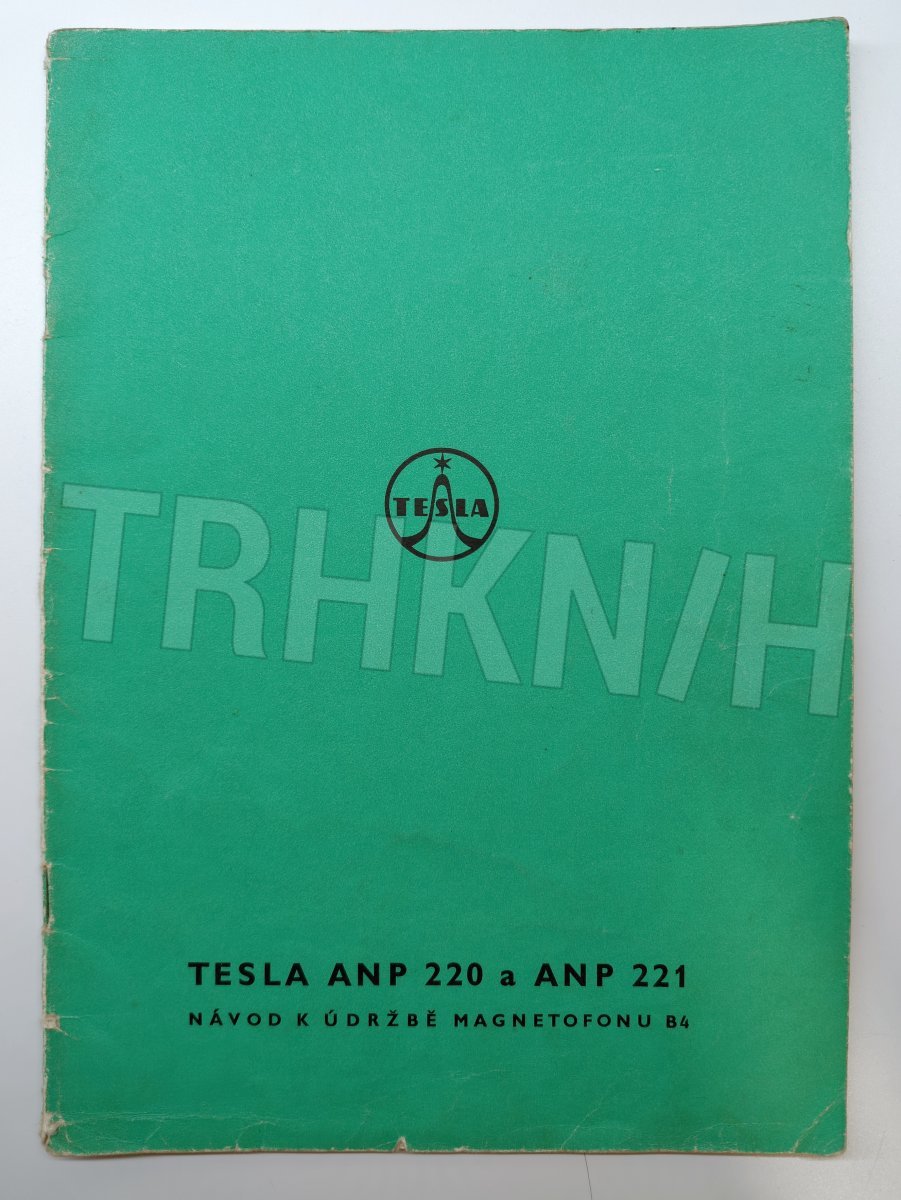 TESLA
TRHKN/H
TESLA ANP 220 a ANP 221
NÁVOD K ÚDRŽBĚ MAGNETOFONU B4